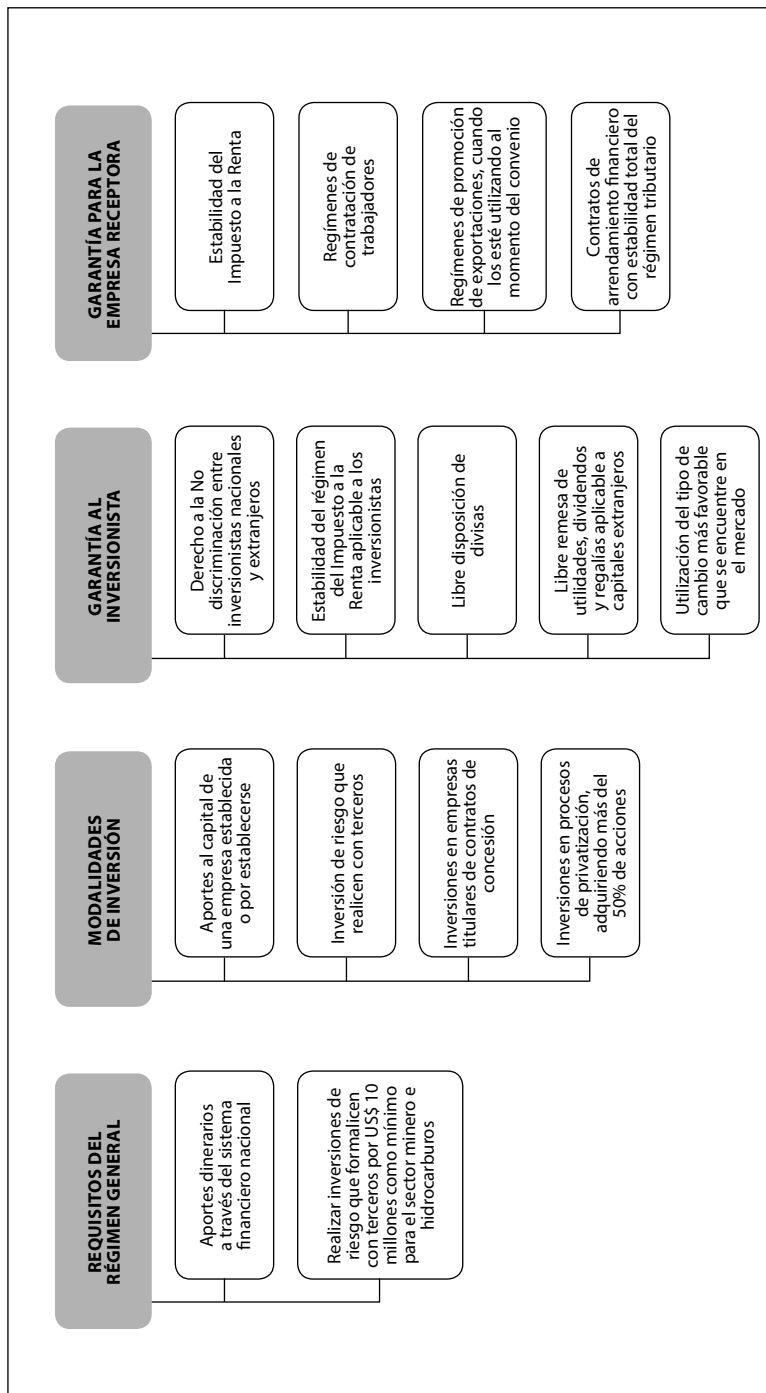 REQUISITOS DEL
RÉGIMEN GENERAL
Aportes dinerarios
a través del sistema
financiero nacional
Realizar inversiones de
riesgo que formalicen
con terceros por US$ 10
millones como mínimo
para el sector minero e
hidrocarburos
MODALIDADES
DE INVERSIÓN
Aportes al capital de
una empresa establecida
o por establecerse
Inversión de riesgo que
realicen con terceros
Inversiones en empresas
titulares de contratos de
concesión
Inversiones en procesos
de privatización,
adquiriendo más del
50% de acciones
GARANTÍA AL
INVERSIONISTA
Derecho a la No
discriminación entre
inversionistas nacionales
y extranjeros
Estabilidad del régimen
del Impuesto a la
Renta aplicable a los
inversionistas
Libre disposición de
divisas
Libre remesa de
utilidades, dividendos
y regalías aplicable a
capitales extranjeros
Utilización del tipo de
cambio más favorable
que se encuentre en
el mercado
GARANTÍA PARA LA
EMPRESA RECEPTORA
Estabilidad del
Impuesto a la Renta
Regímenes de
contratación de
trabajadores
Regímenes de promoción
de exportaciones, cuando
los esté utilizando al
momento del convenio
Contratos de
arrendamiento financiero
con estabilidad total del
régimen tributario